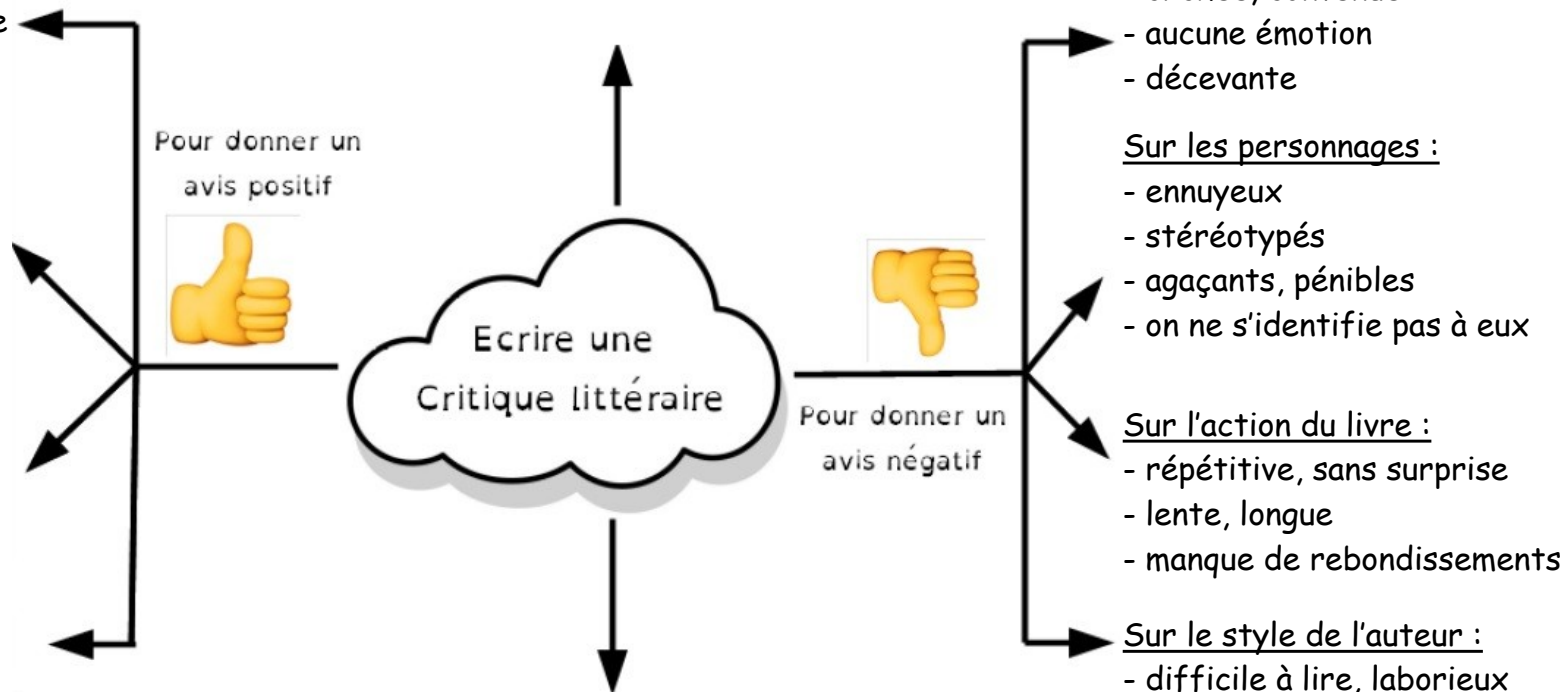 - aucune émotion
- décevante
Pour donner un
avis positif
Sur les personnages :
- ennuyeux
- stéréotypés
- agaçants, pénibles
- on ne s'identifie pas à eux
Ecrire une
Critique littéraire
Pour donner un
avis négatif
Sur l'action du livre :
- répétitive, sans surprise
- lente, longue
- manque de rebondissements
Sur le style de l'auteur :
- difficile à lire, laborieux